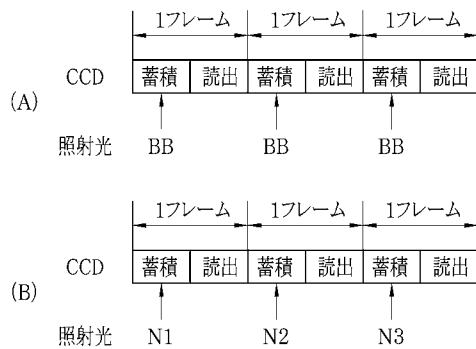 1フレーム 1フレーム 1フレーム
CCD 蓄積 読出 蓄積 読出 蓄積 読出
(A)
照射光 BB BB BB
1フレーム 1フレーム 1フレーム
CCD 蓄積 読出 蓄積 読出 蓄積 読出
(B)
照射光 N1 N2 N3